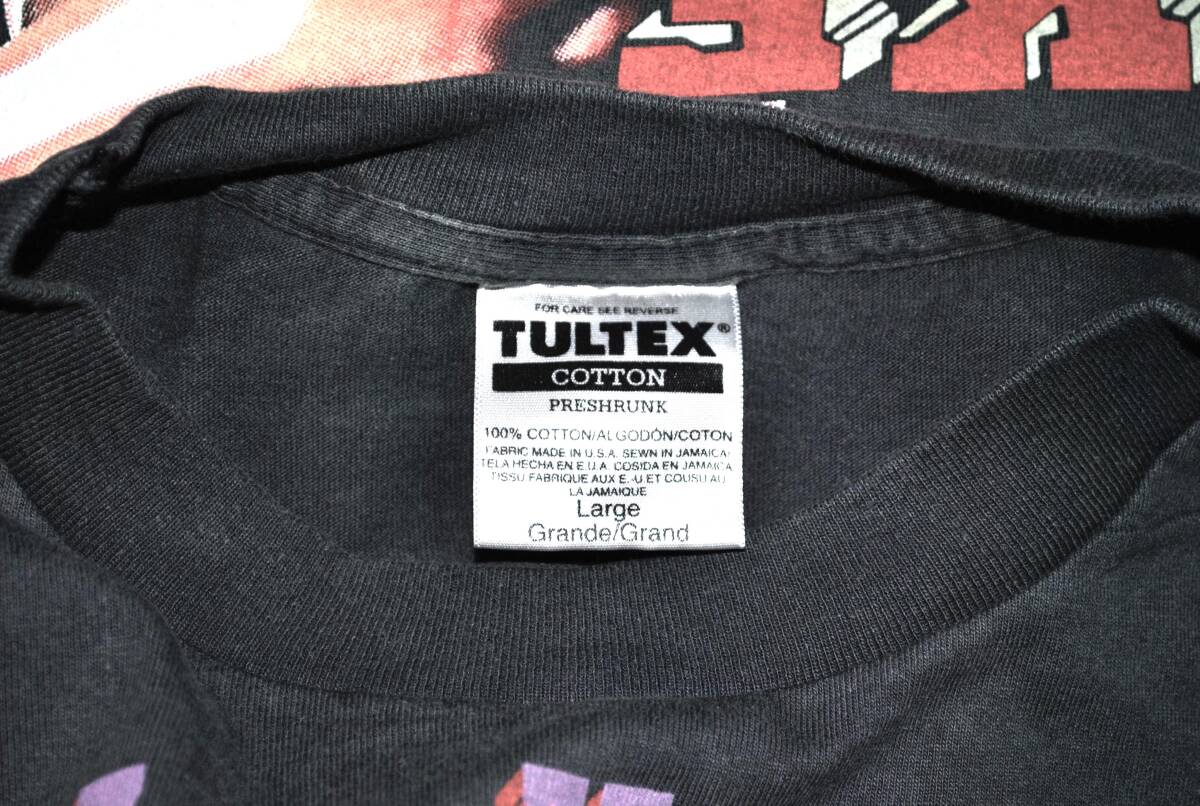 FOR CARE SEE REVERSE
TULTEX®
COTTON
PRESHRUNK
100% COTTON/ALGODÓN/COTON
FABRIC MADE IN U.S.A. SEWN IN JAMAICA/
TELA HECHA EN E.U.A. COSIDA EN JAMAICA
TISSU FABRIQUE AUX E.-U.ET COUSU AU
LA JAMAIQUE
Large
Grande/Grand